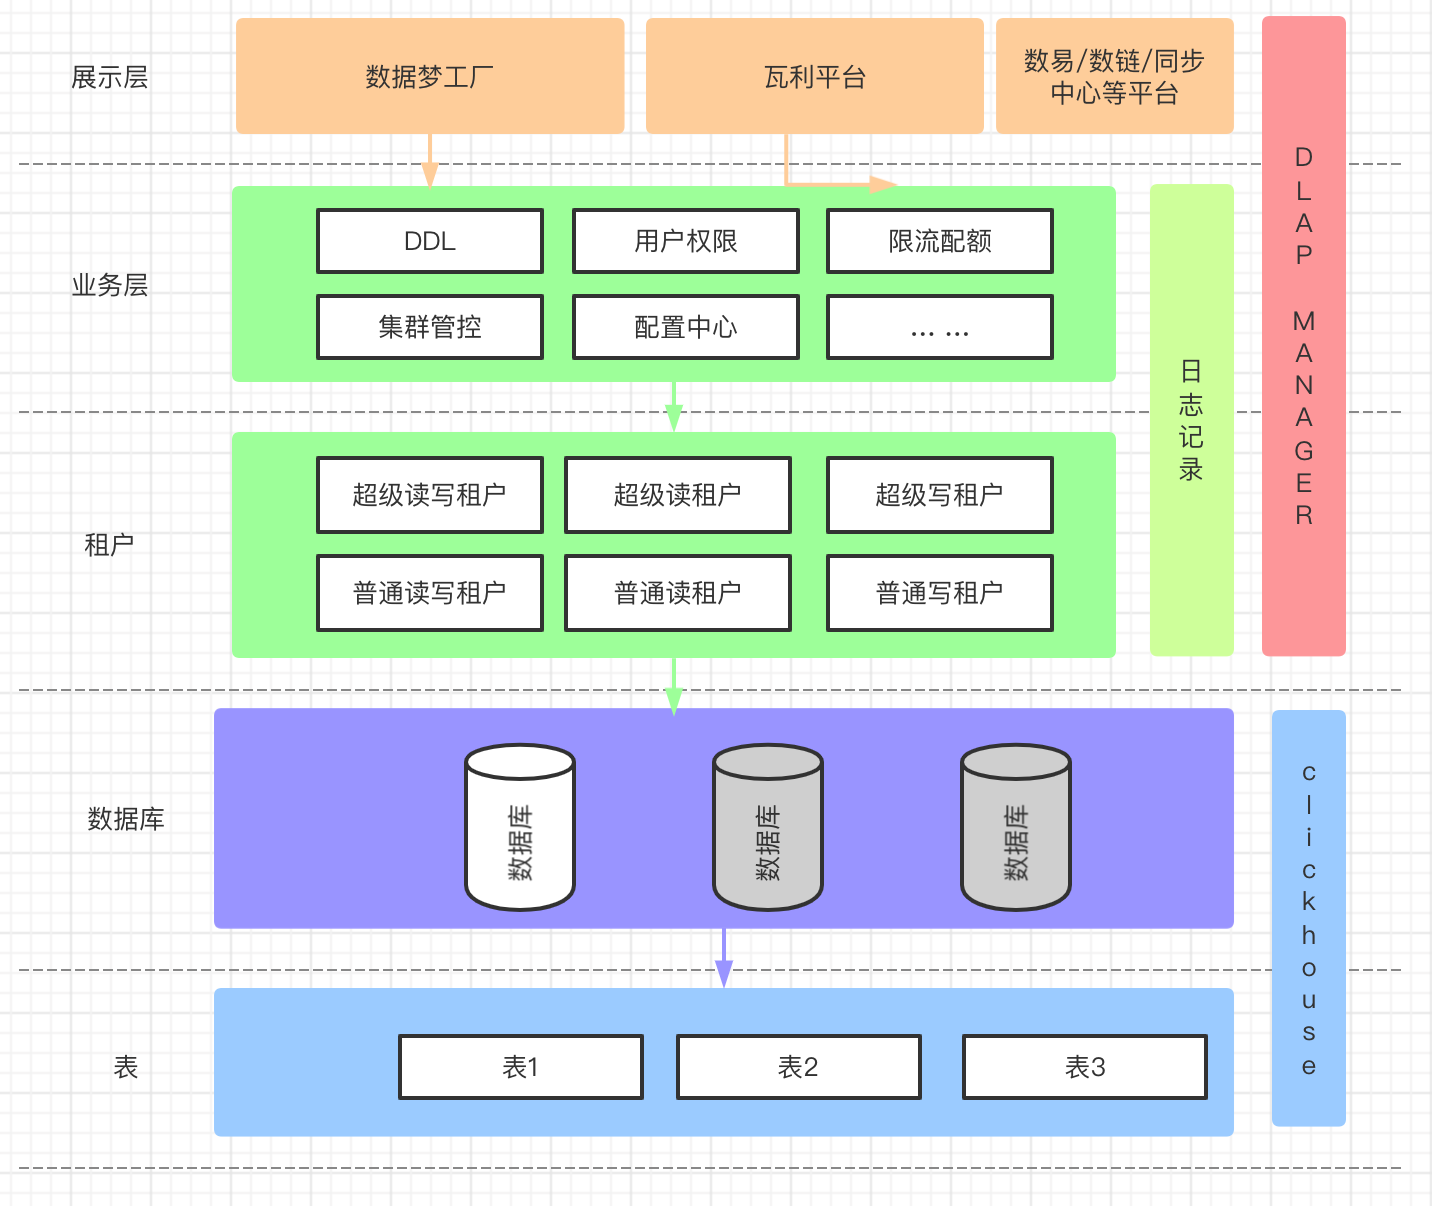 展示层
数据梦工厂
瓦利平台
数易/数链/同步
中心等平台
业务层
DDL
用户权限
限流配额
集群管控
配置中心
... ...
租户
超级读写租户
超级读租户
超级写租户
普通读写租户
普通读租户
普通写租户
日志记录
DLAP MANAGER
数据库
数据库
数据库
数据库
表
表1
表2
表3
clickhouse